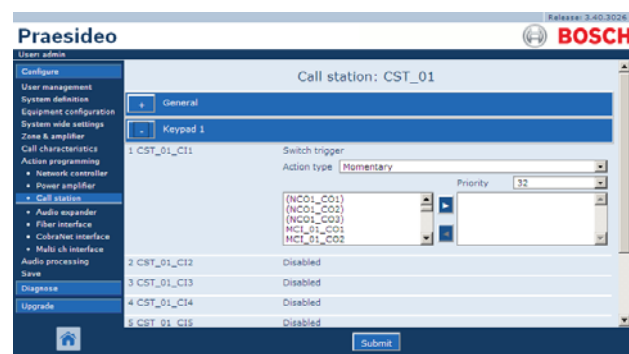 Release: 3.40.3026
Praesideo
BOSCH
User: admin
Configure
User management
System definition
Equipment configuration
System wide settings
Zone & amplifier
Call characteristics
Action programming
• Network controller
• Power amplifier
• Call station
• Audio expander
• Fiber interface
• CobraNet interface
• Multi ch interface
Audio processing
Save
Diagnose
Upgrade
Call station: CST_01
+ General
- Keypad 1
1 CST_01_CI1 Switch trigger
Action type Momentary
Priority 32
(NCO1_CO1)
(NCO1_CO2)
(NCO1_CO3)
MCI_01_CO1
MCI_01_CO2
2 CST_01_CI2 Disabled
3 CST_01_CI3 Disabled
4 CST_01_CI4 Disabled
5 CST_01_CI5 Disabled
Submit